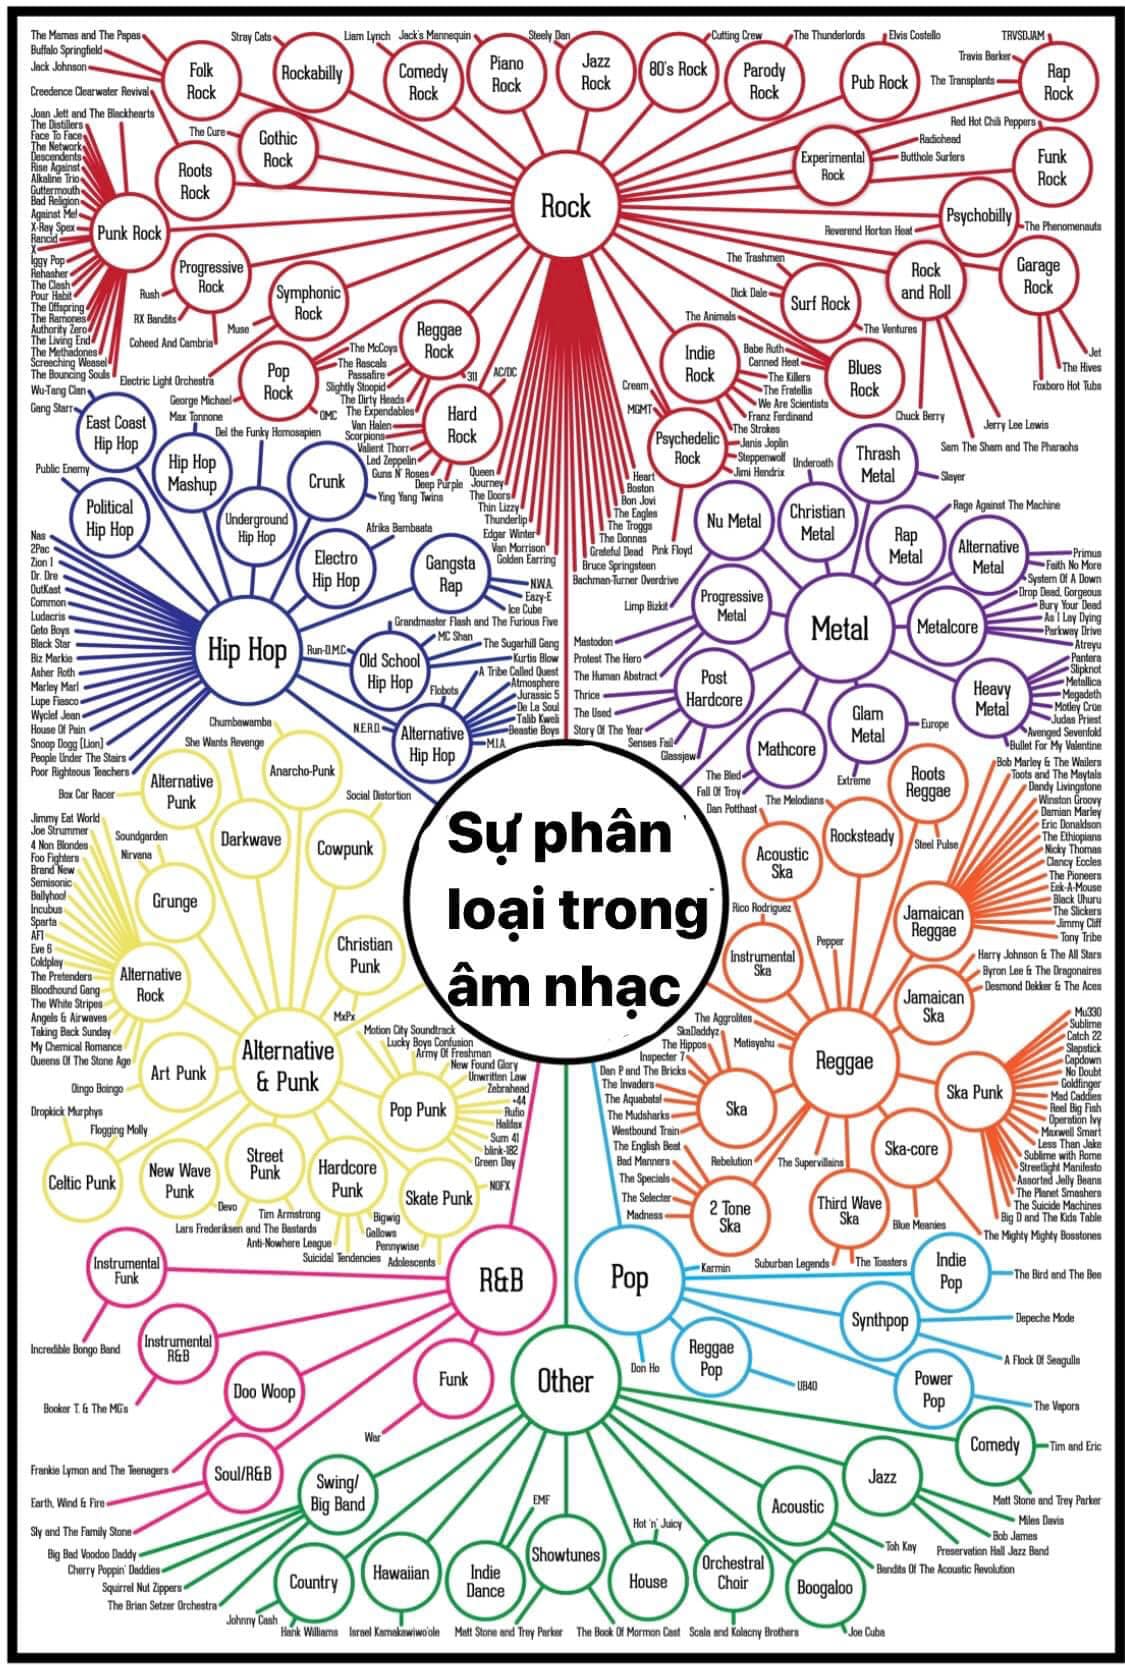 The Mamas and The Papas
Buffalo Springfield
Jack Johnson
Creedence Clearwater Revival
Folk
Rock
Stray Cats
Rockabilly
Liam Lynch
Comedy
Rock
Jack's Mannequin
Piano
Rock
Steely Dan
Jazz
Rock
Cutting Crew
80's Rock
The Thunderlords
Parody
Rock
Elvis Costello
Pub Rock
TRVSDJAM
Travis Barker
The Transplants
Rap
Rock
The Cure
Gothic
Rock
Roots
Rock
Rock
Experimental
Rock
Radiohead
Butthole Surfers
Red Hot Chili Peppers
Funk
Rock
Joan Jett and The Blackhearts
The Distillers
Face To Face
The Network
Descendents
Rise Against
Alkaline Trio
Guttermouth
Bad Religion
Against Me!
X-Ray Spex
Rancid
X
Iggy Pop
Rehasher
The Clash
Pour Habit
The Offspring
The Ramones
Authority Zero
The Living End
The Methadones
Screeching Weasel
The Bouncing Souls
Punk Rock
Psychobilly
Reverend Horton Heat
The Phenomenauts
Progressive
Rock
Rush
RX Bandits
Coheed And Cambria
Symphonic
Rock
Muse
Electric Light Orchestra
Reggae
Rock
The McCoys
The Rascals
Passafire
Slightly Stoopid
The Dirty Heads
The Expendables
311
Pop
Rock
George Michael
OMC
AC/DC
Hard
Rock
Van Halen
Scorpions
Valient Thorr
Led Zeppelin
Guns N' Roses
Deep Purple
The Trashmen
Dick Dale
Surf Rock
The Ventures
Rock
and Roll
Garage
Rock
Jet
The Hives
Foxboro Hot Tubs
The Animals
Babe Ruth
Canned Heat
Blues
Rock
Indie
Rock
The Killers
The Fratellis
We Are Scientists
Franz Ferdinand
The Strokes
Chuck Berry
Jerry Lee Lewis
Sam The Sham and The Pharaohs
Cream
MGMT
Psychedelic
Rock
Janis Joplin
Steppenwolf
Jimi Hendrix
Pink Floyd
Queen
Journey
The Doors
Thin Lizzy
Thunderlip
Edgar Winter
Van Morrison
Golden Earring
Heart
Boston
Bon Jovi
The Eagles
The Troggs
The Donnas
Grateful Dead
Bruce Springsteen
Bachman-Turner Overdrive
Wu-Tang Clan
Gang Starr
East Coast
Hip Hop
Max Tonnone
Hip Hop
Mashup
Del the Funky Homosapien
Underground
Hip Hop
Crunk
Ying Yang Twins
Public Enemy
Political
Hip Hop
Afrika Bambaata
Electro
Hip Hop
Gangsta
Rap
N.W.A.
Eazy-E
Ice Cube
Nas
2Pac
Zion I
Dr. Dre
OutKast
Common
Ludacris
Geto Boys
Black Star
Biz Markie
Asher Roth
Marley Marl
Lupe Fiasco
Wyclef Jean
House Of Pain
Snoop Dogg [Lion]
People Under The Stairs
Poor Righteous Teachers
Hip Hop
Grandmaster Flash and The Furious Five
Run-D.M.C.
MC Shan
The Sugarhill Gang
Kurtis Blow
Old School
Hip Hop
Flobots
N.E.R.D.
A Tribe Called Quest
Atmosphere
Jurassic 5
De La Soul
Talib Kweli
Beastie Boys
M.I.A.
Alternative
Hip Hop
Nu Metal
Limp Bizkit
Underoath
Christian
Metal
Thrash
Metal
Slayer
Rap
Metal
Rage Against The Machine
Alternative
Metal
Primus
Faith No More
System Of A Down
Progressive
Metal
Mastodon
Protest The Hero
The Human Abstract
Metal
Metalcore
Drop Dead, Gorgeous
Bury Your Dead
As I Lay Dying
Parkway Drive
Atreyu
Post
Hardcore
Thrice
The Used
Story Of The Year
Senses Fail
Glassjaw
Heavy
Metal
Pantera
Slipknot
Metallica
Megadeth
Motley Crue
Judas Priest
Avenged Sevenfold
Bullet For My Valentine
Glam
Metal
Europe
Extreme
Mathcore
The Bled
Fall Of Troy
Chumbawamba
She Wants Revenge
Box Car Racer
Alternative
Punk
Darkwave
Anarcho-Punk
Social Distortion
Cowpunk
Soundgarden
Nirvana
Grunge
Christian
Punk
MxPx
Jimmy Eat World
Joe Strummer
4 Non Blondes
Foo Fighters
Brand New
Semisonic
Ballyhoo!
Incubus
Sparta
AFI
Eve 6
Coldplay
The Pretenders
Bloodhound Gang
The White Stripes
Angels & Airwaves
Taking Back Sunday
My Chemical Romance
Queens Of The Stone Age
Alternative
Rock
Alternative
& Punk
Sự phân
loại trong
âm nhạc
Art Punk
Oingo Boingo
Motion City Soundtrack
Lucky Boys Confusion
Army Of Freshman
New Found Glory
Unwritten Law
Zebrahead
+44
Rufio
Halifax
Sum 41
blink-182
Green Day
Pop Punk
Dropkick Murphys
Flogging Molly
Celtic Punk
New Wave
Punk
Devo
Street
Punk
Tim Armstrong
Lars Frederiksen and The Bastards
Anti-Nowhere League
Hardcore
Punk
Suicidal Tendencies
Bigwig
Gallows
Pennywise
Adolescents
Skate Punk
NOFX
Dan Potthast
Acoustic
Ska
The Melodians
Rocksteady
Roots
Reggae
Steel Pulse
Bob Marley & The Wailers
Toots and The Maytals
Dandy Livingstone
Winston Groovy
Damian Marley
Eric Donaldson
The Ethiopians
Nicky Thomas
Clancy Eccles
The Pioneers
Eek-A-Mouse
Black Uhuru
The Slickers
Jimmy Cliff
Tony Tribe
Jamaican
Reggae
Rico Rodriguez
Instrumental
Ska
Pepper
Harry Johnson & The All Stars
Byron Lee & The Dragonaires
Desmond Dekker & The Aces
Jamaican
Ska
Matisyahu
Reggae
The Aggrolites
SkaDaddyz
The Hippos
Inspecter 7
Dan P and The Bricks
The Invaders
The Aquabats!
The Mudsharks
Westbound Train
The English Beat
Ska
Mu330
Sublime
Catch 22
Slapstick
Capdown
No Doubt
Goldfinger
Mad Caddies
Reel Big Fish
Operation Ivy
Maxwell Smart
Less Than Jake
Sublime with Rome
Streetlight Manifesto
Assorted Jelly Beans
The Planet Smashers
The Suicide Machines
Big D and The Kids Table
The Mighty Mighty Bosstones
Ska Punk
Rebelution
The Supervillains
Ska-core
Blue Meanies
Bad Manners
The Specials
The Selecter
Madness
2 Tone
Ska
Third Wave
Ska
Suburban Legends
The Toasters
Instrumental
Funk
Incredible Bongo Band
Instrumental
R&B
Booker T. & The MG's
R&B
Doo Woop
Frankie Lymon and The Teenagers
Funk
War
Soul/R&B
Earth, Wind & Fire
Sly and The Family Stone
Pop
Karmin
Don Ho
Indie
Pop
The Bird and The Bee
Synthpop
Depeche Mode
A Flock Of Seagulls
Reggae
Pop
UB40
Power
Pop
The Vapors
Other
Comedy
Tim and Eric
Matt Stone and Trey Parker
Jazz
Miles Davis
Bob James
Preservation Hall Jazz Band
Acoustic
Toh Kay
Bandits Of The Acoustic Revolution
Swing/
Big Band
Big Bad Voodoo Daddy
Cherry Poppin' Daddies
Squirrel Nut Zippers
The Brian Setzer Orchestra
Country
Johnny Cash
Hank Williams
Hawaiian
Israel Kamakawiwo'ole
EMF
Indie
Dance
Showtunes
Matt Stone and Trey Parker
The Book Of Mormon Cast
Hot 'n' Juicy
House
Orchestral
Choir
Scala and Kolacny Brothers
Boogaloo
Joe Cuba